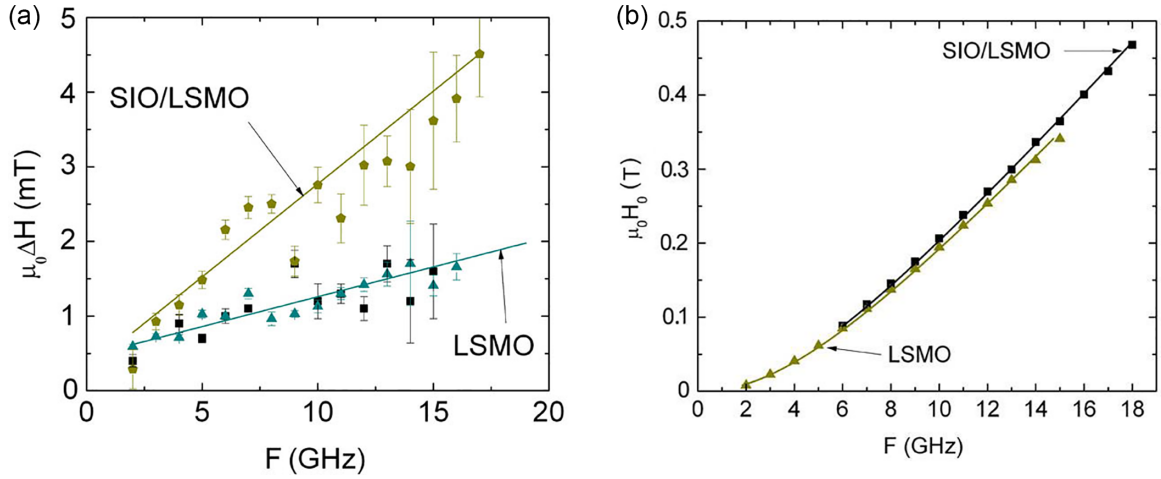 (a)
5
4
3
2
1
0
μ₀ΔH (mT)
SIO/LSMO
LSMO
0 5 10 15 20
F (GHz)
(b)
0.5
0.4
0.3
0.2
0.1
0
μ₀H₀ (T)
SIO/LSMO
LSMO
0 2 4 6 8 10 12 14 16 18
F (GHz)